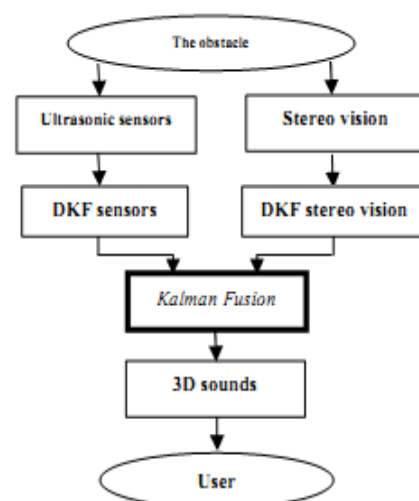 The obstacle
Ultrasonic sensors
Stereo vision
DKF sensors
DKF stereo vision
Kalman Fusion
3D sounds
User